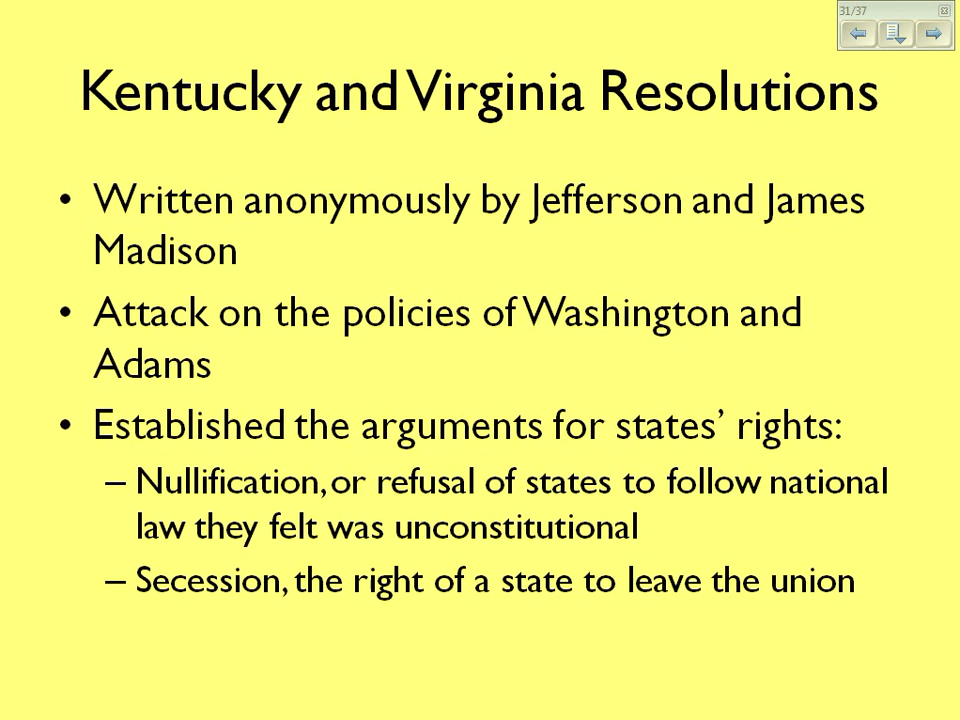 31/37
Kentucky and Virginia Resolutions
• Written anonymously by Jefferson and James
Madison
• Attack on the policies of Washington and
Adams
• Established the arguments for states’ rights:
– Nullification, or refusal of states to follow national
law they felt was unconstitutional
– Secession, the right of a state to leave the union